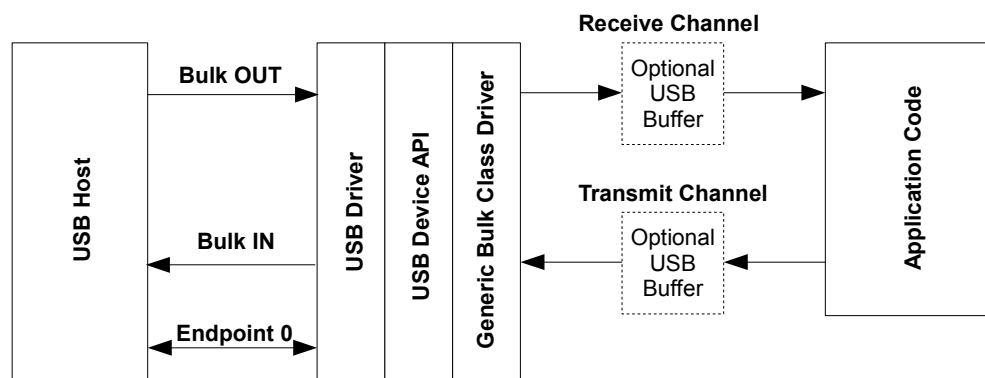 USB Host
Bulk OUT
Bulk IN
Endpoint 0
USB Driver
USB Device API
Generic Bulk Class Driver
Receive Channel
Optional
USB
Buffer
Transmit Channel
Optional
USB
Buffer
Application Code